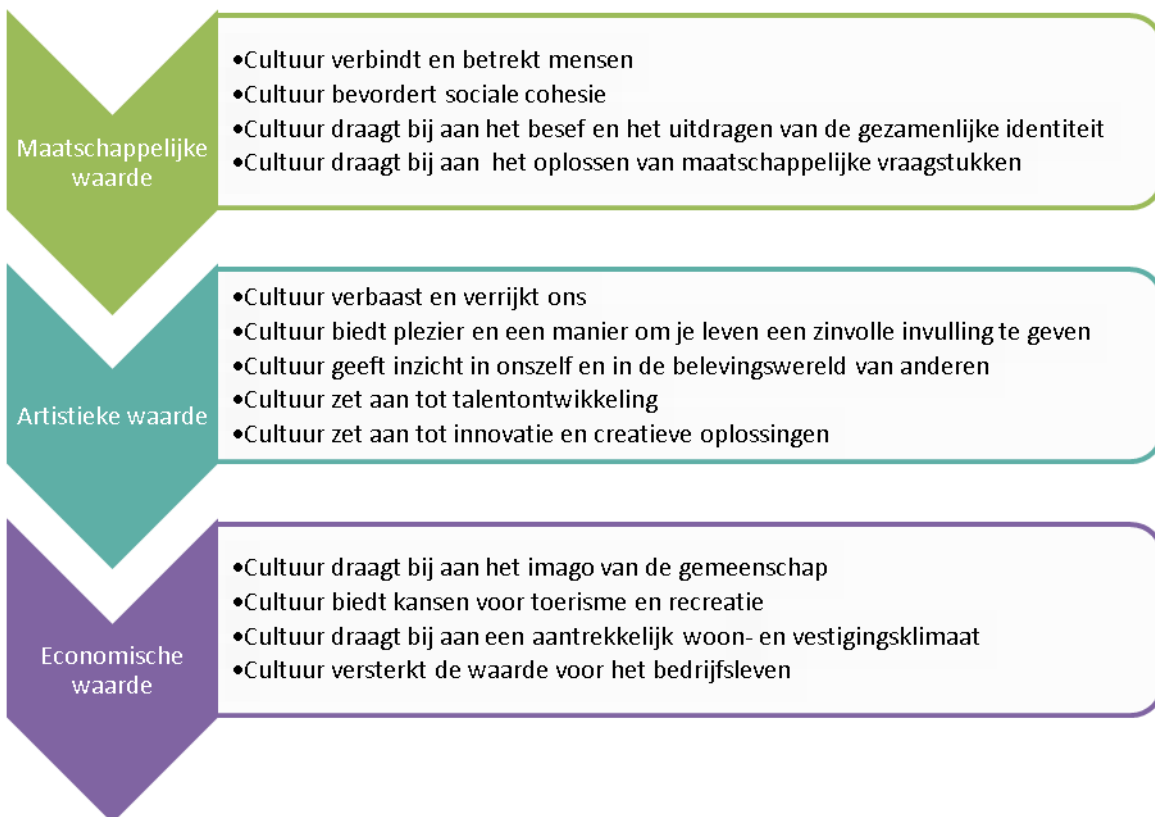 Maatschappelijke
waarde
•Cultuur verbindt en betrekt mensen
•Cultuur bevordert sociale cohesie
•Cultuur draagt bij aan het besef en het uitdragen van de gezamenlijke identiteit
•Cultuur draagt bij aan het oplossen van maatschappelijke vraagstukken
Artistieke waarde
•Cultuur verbaast en verrijkt ons
•Cultuur biedt plezier en een manier om je leven een zinvolle invulling te geven
•Cultuur geeft inzicht in onszelf en in de belevingswereld van anderen
•Cultuur zet aan tot talentontwikkeling
•Cultuur zet aan tot innovatie en creatieve oplossingen
Economische
waarde
•Cultuur draagt bij aan het imago van de gemeenschap
•Cultuur biedt kansen voor toerisme en recreatie
•Cultuur draagt bij aan een aantrekkelijk woon- en vestigingsklimaat
•Cultuur versterkt de waarde voor het bedrijfsleven